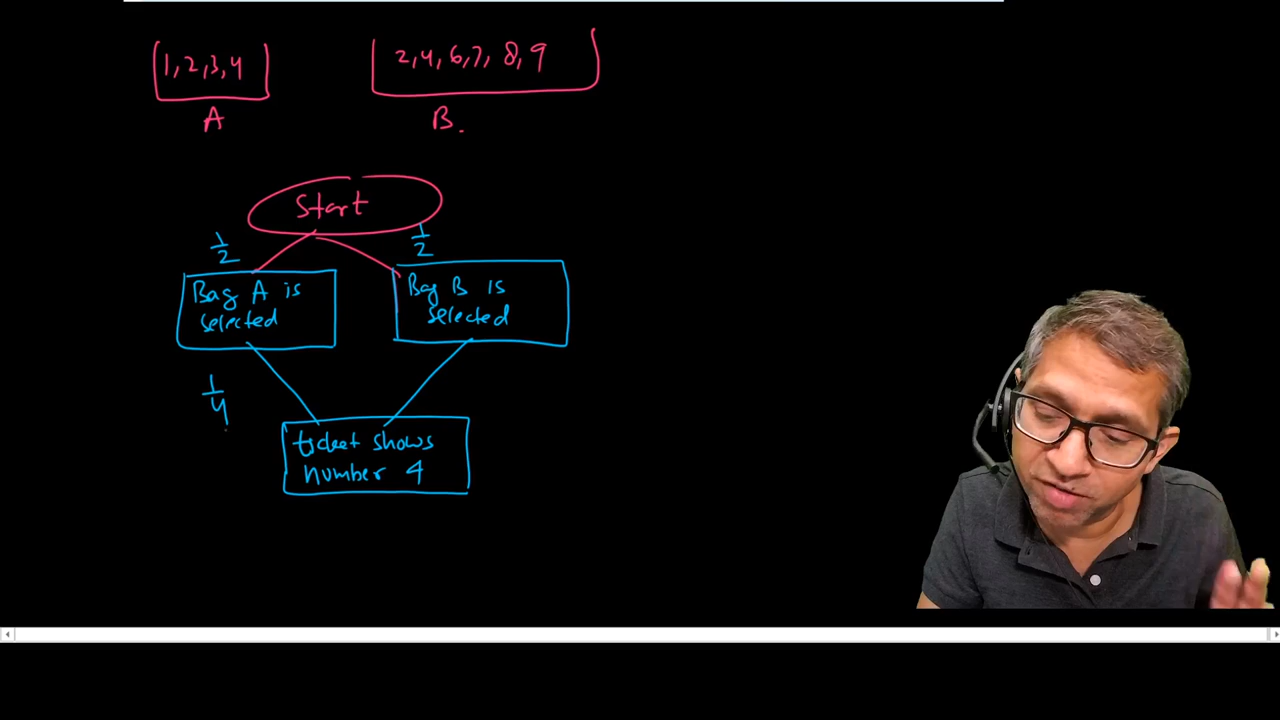 1,2,3,4
2,4,6,7,8,9
A
B.
Start
1/2
1/2
Bag A is
selected
Bag B is
selected
1/4
ticket shows
number 4